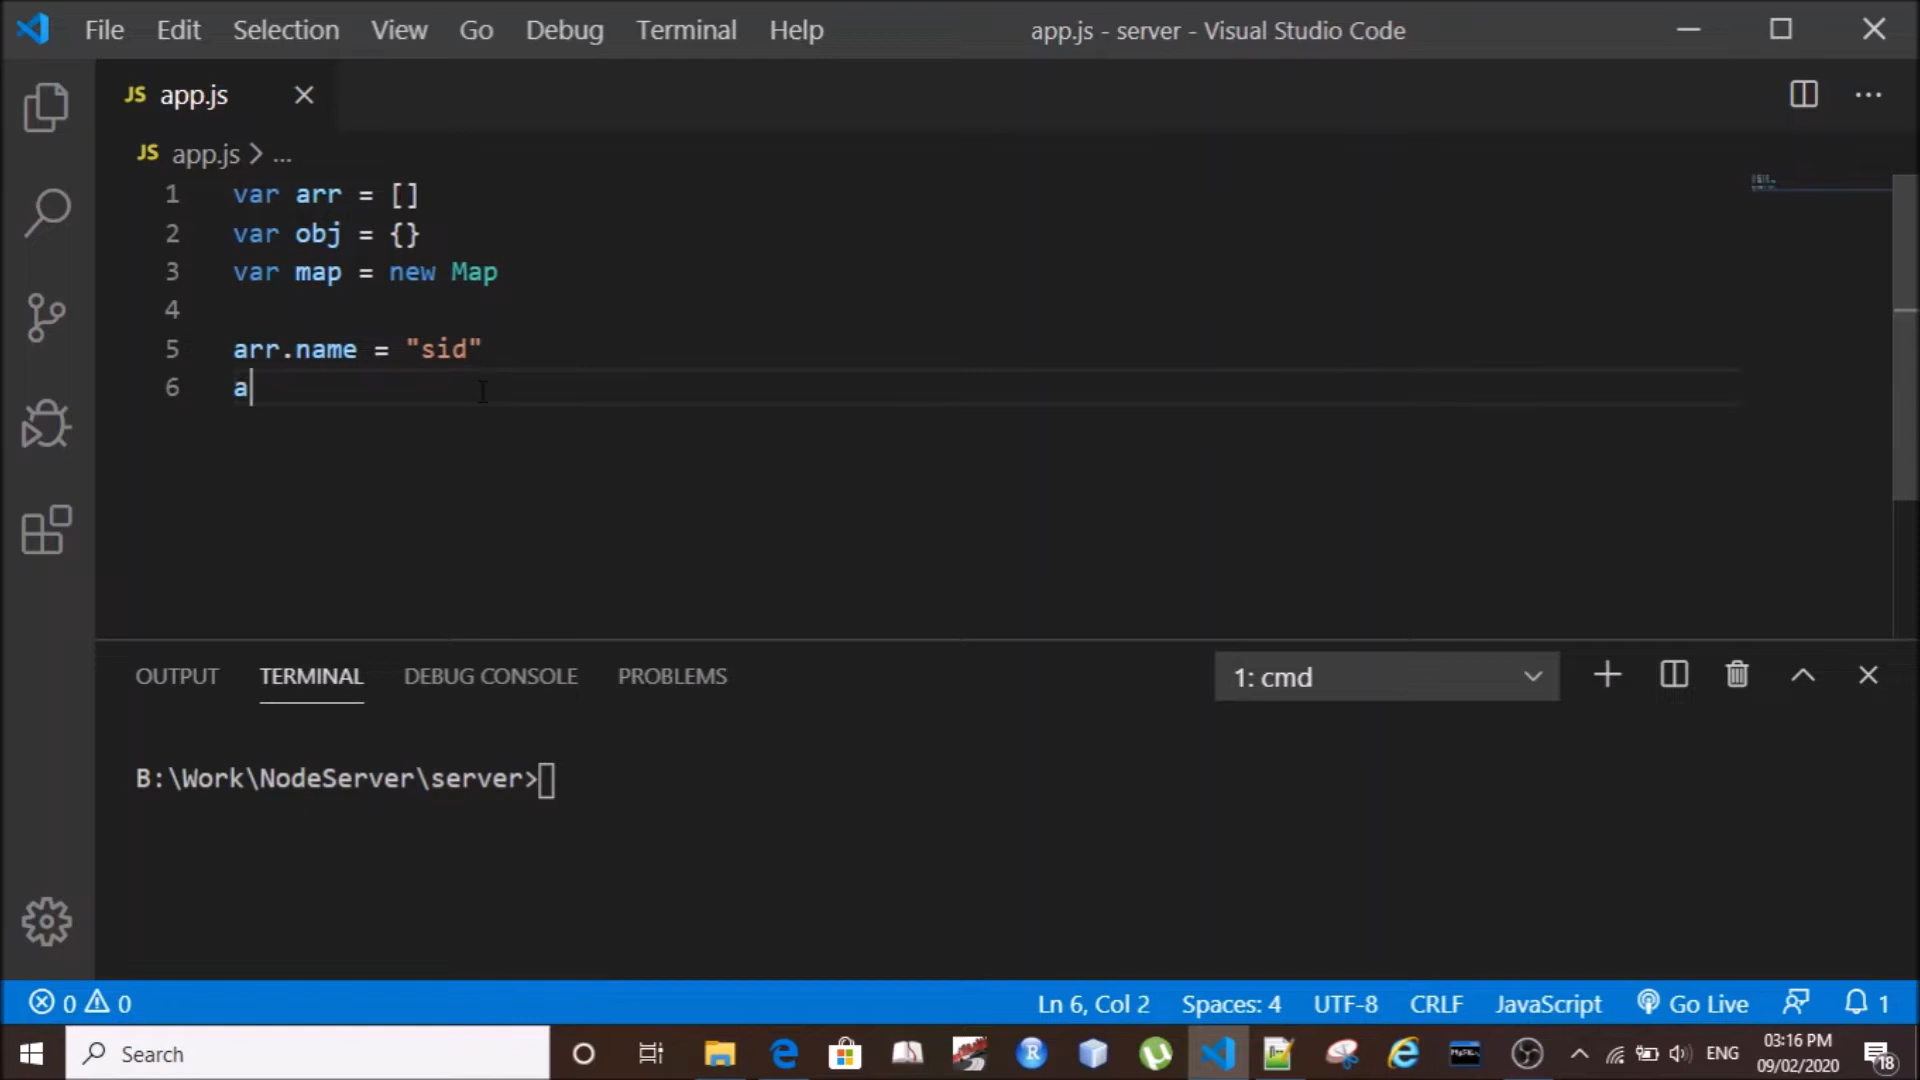 File Edit Selection View Go Debug Terminal Help app.js - server - Visual Studio Code
JS app.js
JS app.js > ...
1 var arr = []
2 var obj = {}
3 var map = new Map
4
5 arr.name = "sid"
6 a
OUTPUT TERMINAL DEBUG CONSOLE PROBLEMS 1: cmd
B:\Work\NodeServer\server>
0 0 Ln 6, Col 2 Spaces: 4 UTF-8 CRLF JavaScript Go Live 1
Search ENG 03:16 PM
09/02/2020 18